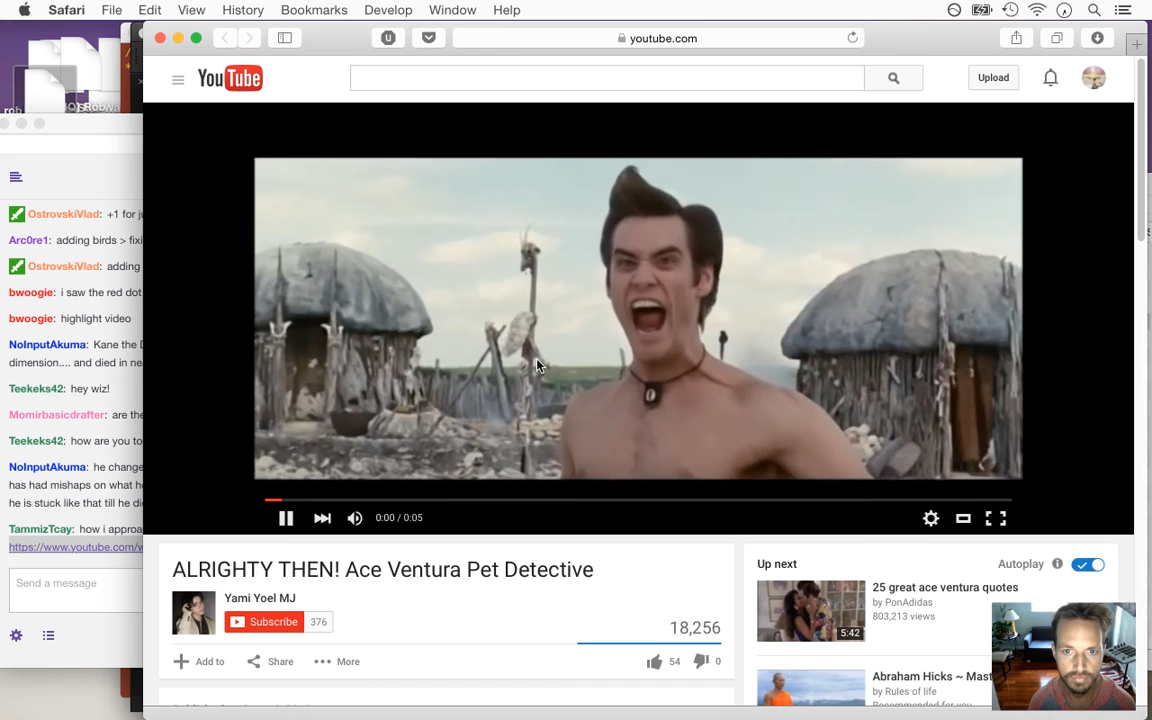 Safari File Edit View History Bookmarks Develop Window Help
youtube.com
YouTube
Upload
OstrovskiVlad: +1 for
Arc0re1: adding birds > fixi
OstrovskiVlad: adding
bwoogie: i saw the red dot
bwoogie: highlight video
NoInputAkuma: Kane the
dimension.... and died in
Teekeks42: hey wiz!
Momirbasicdrafter: are
Teekeks42: how are you to
NoInputAkuma: he change
has had mishaps on what
he is stuck like that till he
TammizTcay: how i
https://www.youtube.com/
Send a message
0:00 / 0:05
ALRIGHTY THEN! Ace Ventura Pet Detective
Yami Yoel MJ
Subscribe 376
18,256
Add to Share More 54 0
Up next Autoplay
25 great ace ventura quotes
by PonAdidas
803,213 views
5:42
Abraham Hicks ~
by Rules of life
Recommended for